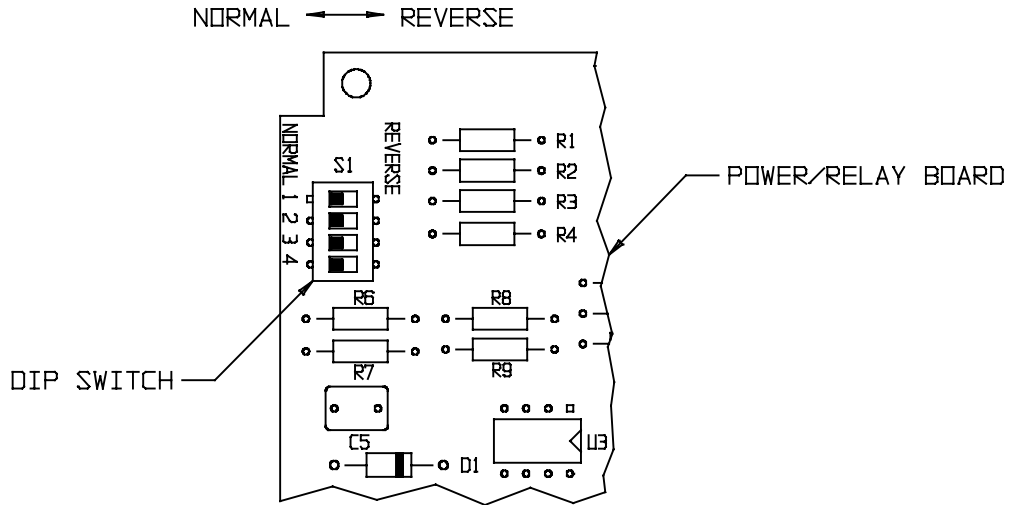 NORMAL REVERSE
NORMAL
REVERSE
S1
1
2
3
4
R1
R2
R3
R4
POWER/RELAY BOARD
R6
R8
R7
R9
DIP SWITCH
C5
U3
D1